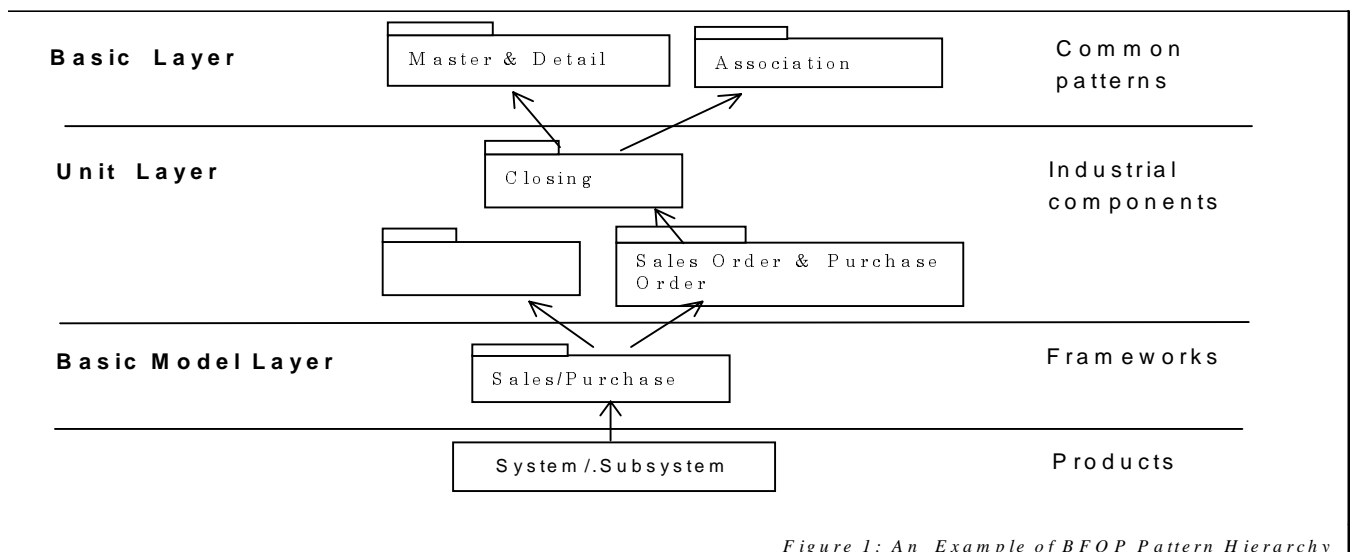 Basic Layer
Master & Detail
Association
Common
patterns
Unit Layer
Closing
Industrial
components
Sales Order & Purchase
Order
Basic Model Layer
Sales/Purchase
Frameworks
System/.Subsystem
Products
Figure 1: An Example of BFOP Pattern Hierarchy